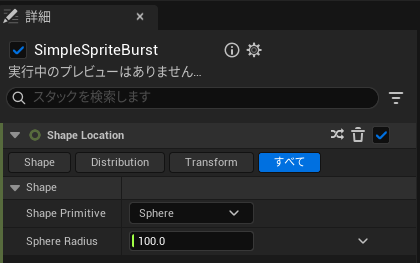 詳細
SimpleSpriteBurst
実行中のプレビューはありません...
スタックを検索します
Shape Location
Shape Distribution Transform すべて
Shape
Shape Primitive Sphere
Sphere Radius 100.0